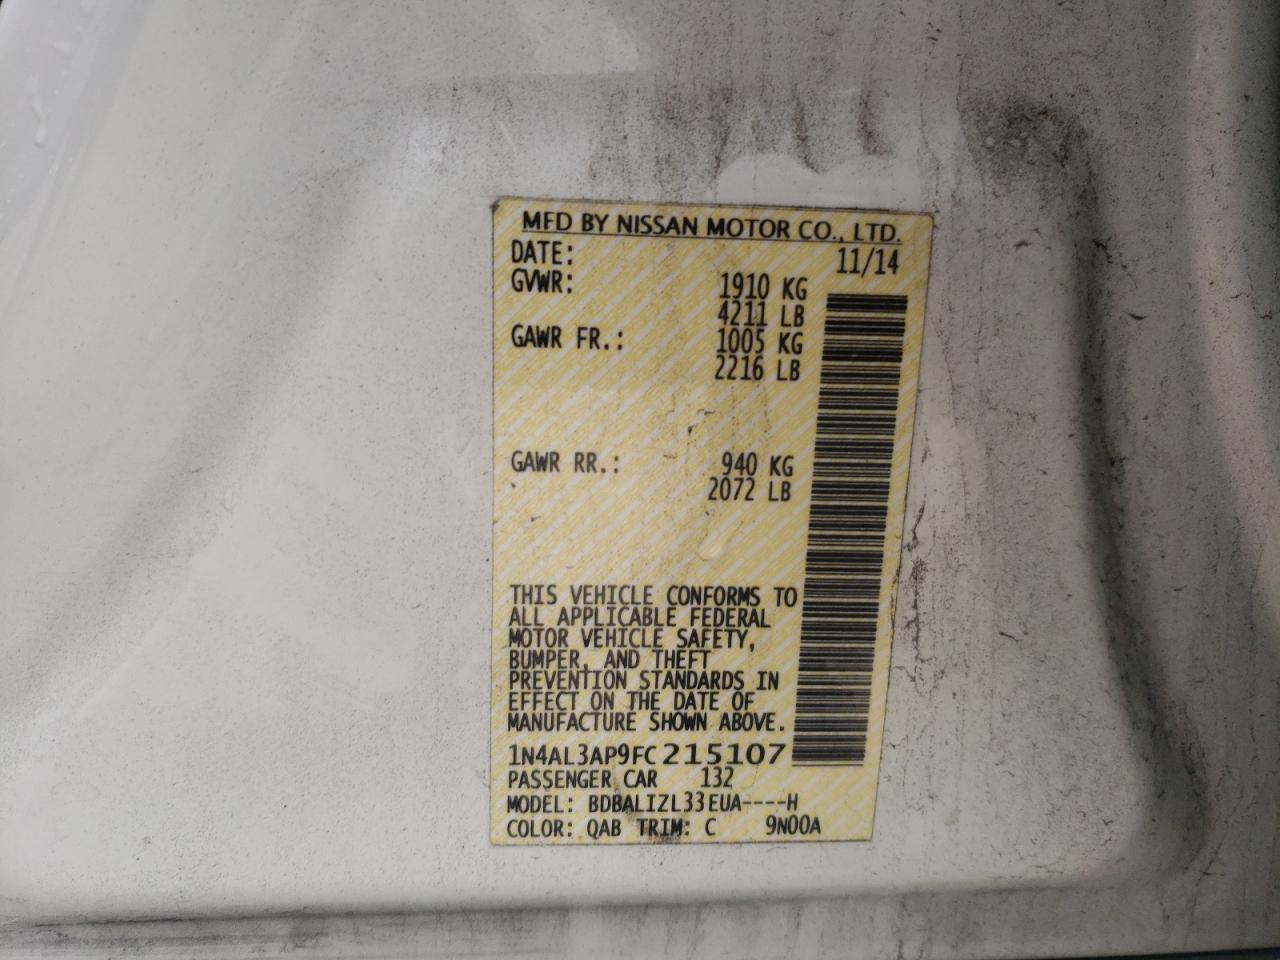 MFD BY NISSAN MOTOR CO., LTD.
DATE: 11/14
GVWR: 1910 KG
4211 LB
GAWR FR.: 1005 KG
2216 LB
GAWR RR.: 940 KG
2072 LB
THIS VEHICLE CONFORMS TO
ALL APPLICABLE FEDERAL
MOTOR VEHICLE SAFETY,
BUMPER, AND THEFT
PREVENTION STANDARDS IN
EFFECT ON THE DATE OF
MANUFACTURE SHOWN ABOVE.
1N4AL3AP9FC215107
PASSENGER CAR 132
MODEL: BDBALIZL33EUA----H
COLOR: QAB TRIM: C 9N00A